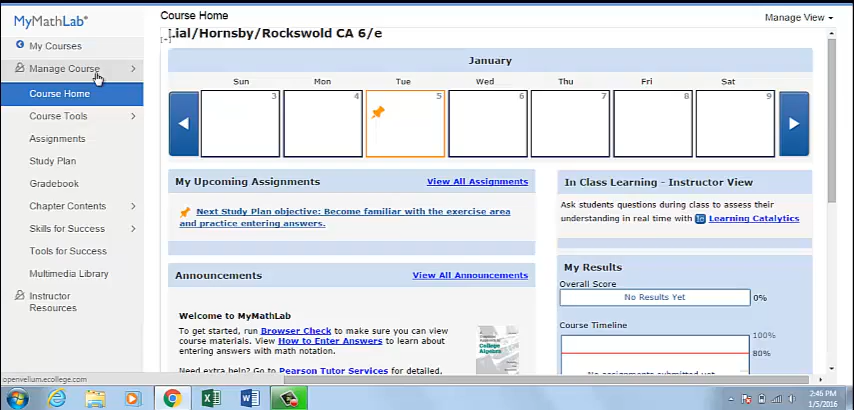 MyMathLab
Course Home
Manage View
Lial/Hornsby/Rockswold CA 6/e
My Courses
Manage Course
Course Home
Course Tools
Assignments
Study Plan
Gradebook
Chapter Contents
Skills for Success
Tools for Success
Multimedia Library
Instructor
Resources
January
Sun Mon Tue Wed Thu Fri Sat
3 4 5 6 7 8 9
My Upcoming Assignments View All Assignments
Next Study Plan objective: Become familiar with the exercise area
and practice entering answers.
Announcements View All Announcements
Welcome to MyMathLab
To get started, run Browser Check to make sure you can view
course materials. View How to Enter Answers to learn about
entering answers with math notation.
Need extra help? Go to Pearson Tutor Services for detailed,
College
Algebra
In Class Learning - Instructor View
Ask students questions during class to assess their
understanding in real time with Learning Catalytics
My Results
Overall Score
No Results Yet 0%
Course Timeline
100%
80%
No assignments submitted yet
openvellum.ecollege.com
2:46 PM
1/5/2016